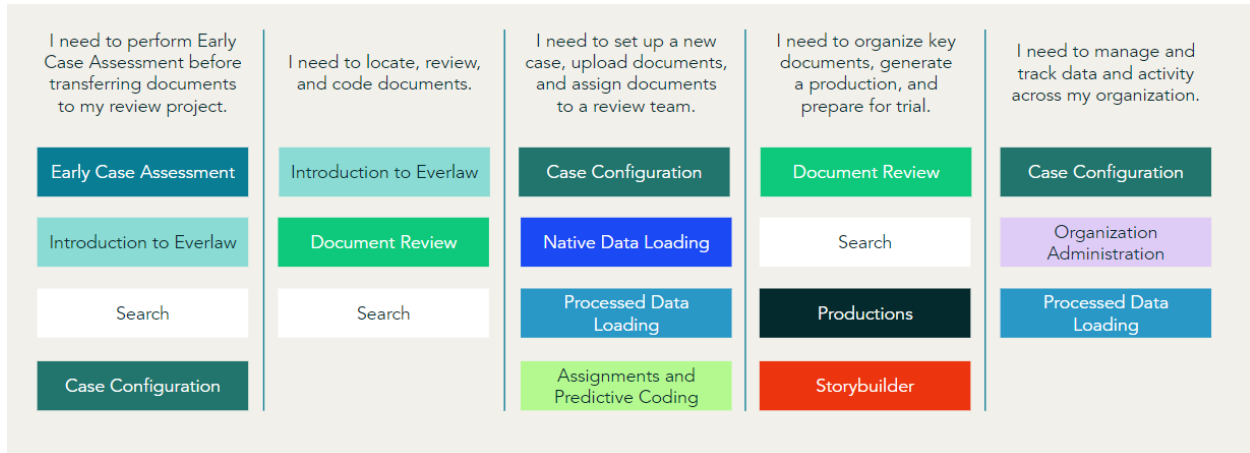 I need to perform Early
Case Assessment before
transferring documents
to my review project.
Early Case Assessment
Introduction to Everlaw
Search
Case Configuration
I need to locate, review,
and code documents.
Introduction to Everlaw
Document Review
Search
I need to set up a new
case, upload documents,
and assign documents
to a review team.
Case Configuration
Native Data Loading
Processed Data
Loading
Assignments and
Predictive Coding
I need to organize key
documents, generate
a production, and
prepare for trial.
Document Review
Search
Productions
Storybuilder
I need to manage and
track data and activity
across my organization.
Case Configuration
Organization
Administration
Processed Data
Loading